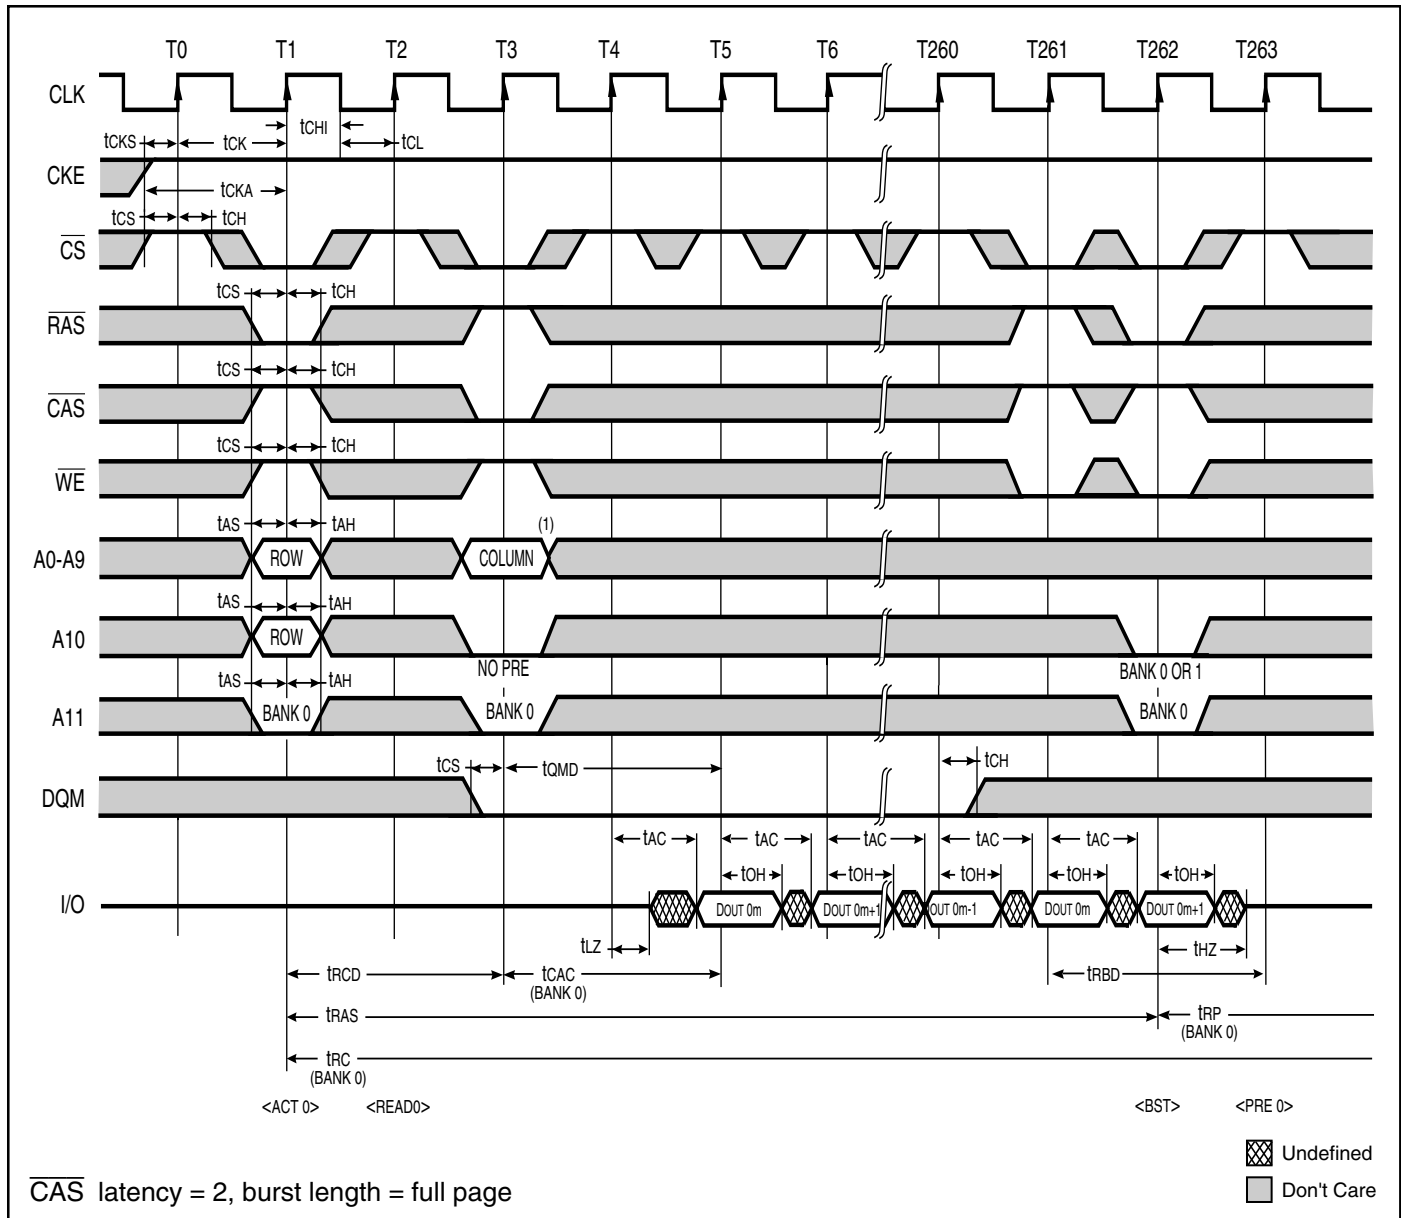 T0 T1 T2 T3 T4 T5 T6 T260 T261 T262 T263
CLK
tCHI
tCKS tCK tCL
CKE
tCKA
tCS tCH
CS
tCS tCH
RAS
tCS tCH
CAS
tCS tCH
WE
tAS tAH (1)
A0-A9 ROW COLUMN
tAS tAH
A10 ROW
NO PRE BANK 0 OR 1
tAS tAH
A11 BANK 0 BANK 0 BANK 0
tCS tQMD tCH
DQM
tAC tAC tAC tAC tAC
tOH tOH tOH tOH tOH
I/O DOUT 0m DOUT 0m+1 OUT 0m-1 DOUT 0m DOUT 0m+1
tLZ tHZ
tRCD tCAC tRBD
(BANK 0)
tRAS tRP
(BANK 0)
tRC
(BANK 0)
<ACT 0> <READ0> <BST> <PRE 0>
Undefined
Don't Care
CAS latency = 2, burst length = full page